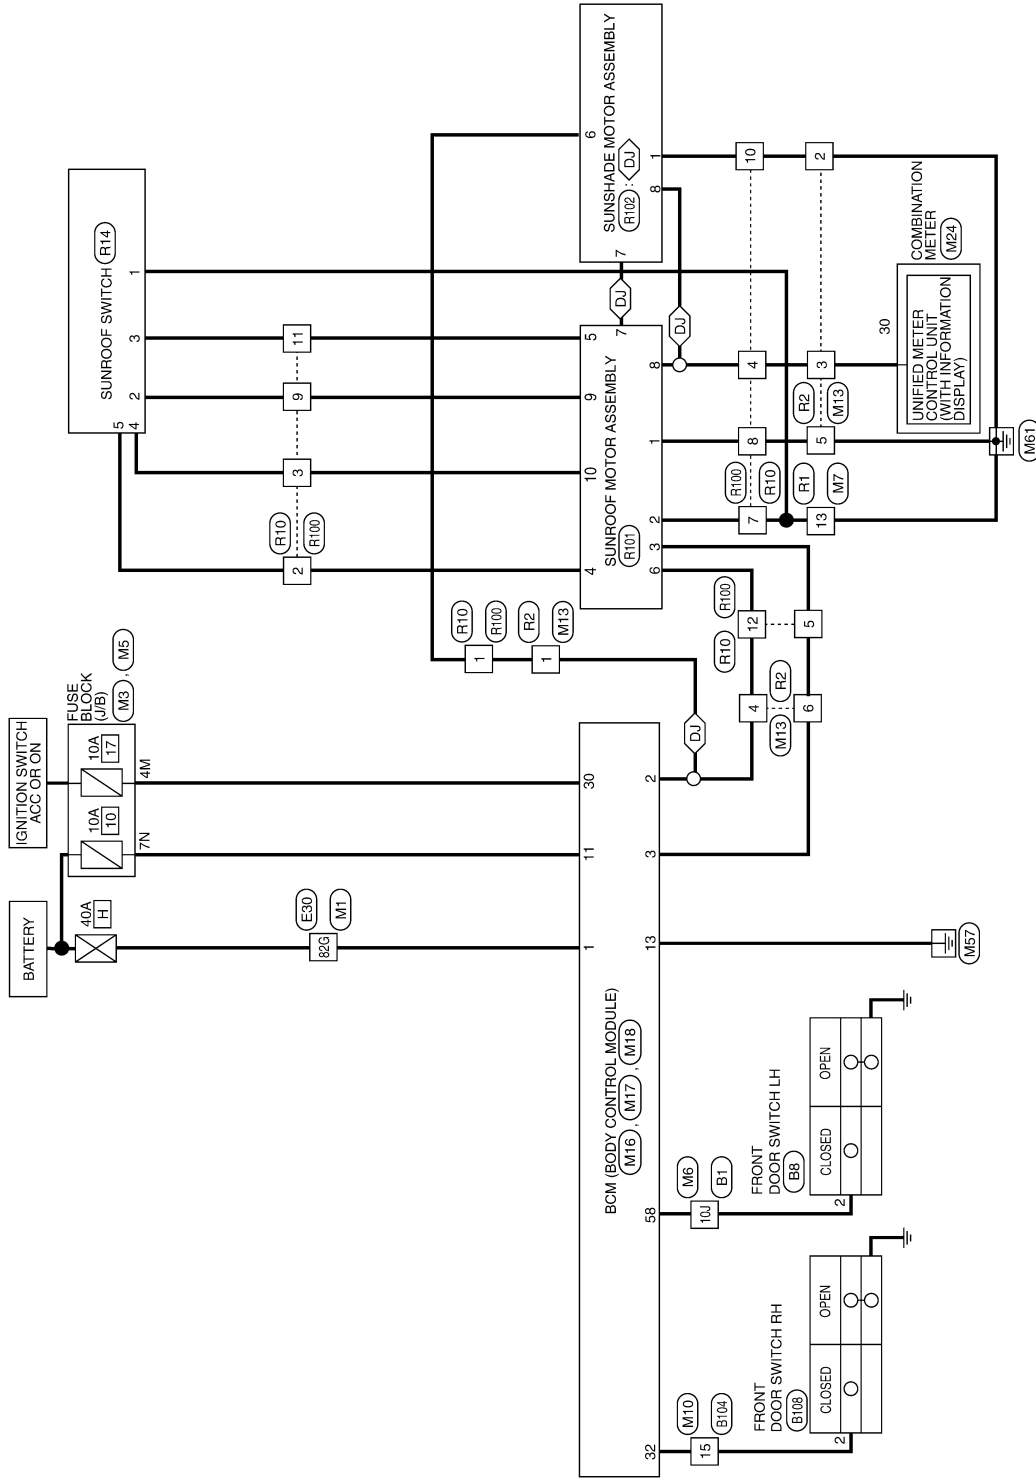 BATTERY
IGNITION SWITCH
ACC OR ON
40A
H
10A
10
10A
17
FUSE
BLOCK
(J/B)
M3 , M5
7N
4M
E30
82G
M1
SUNROOF SWITCH R14
5
4
2
3
1
R10
R100
2
3
9
11
R10
R100
R2
M13
1
1
1
11
30
BCM (BODY CONTROL MODULE)
M16 , M17 , M18
32
58
13
3
2
DJ
4
10
9
5
SUNROOF MOTOR ASSEMBLY
R101
7
6
3
2
1
8
DJ
DJ
6
SUNSHADE MOTOR ASSEMBLY
R102 : DJ
7
8
1
M10
15
B104
M6
10J
B1
R10
R100
12
5
M13
R2
4
6
R100
R10
7
8
4
10
R1
M7
13
R2
M13
5
3
2
FRONT
DOOR SWITCH RH
B108
2
CLOSED
OPEN
FRONT
DOOR SWITCH LH
B8
2
CLOSED
OPEN
M57
M61
30
COMBINATION
METER
M24
UNIFIED METER
CONTROL UNIT
(WITH INFORMATION
DISPLAY)